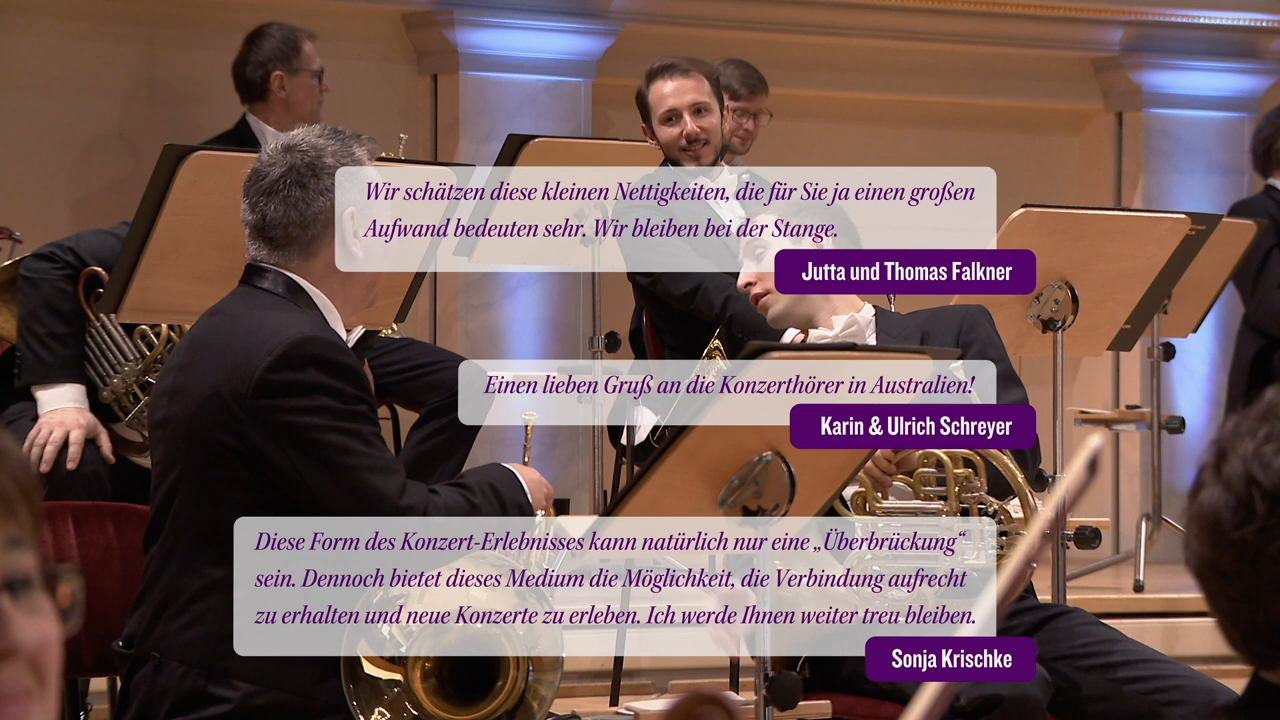 Wir schätzen diese kleinen Nettigkeiten, die für Sie ja einen großen
Aufwand bedeuten sehr. Wir bleiben bei der Stange.
Jutta und Thomas Falkner
Einen lieben Gruß an die Konzerthörer in Australien!
Karin & Ulrich Schreyer
Diese Form des Konzert-Erlebnisses kann natürlich nur eine „Überbrückung“
sein. Dennoch bietet dieses Medium die Möglichkeit, die Verbindung aufrecht
zu erhalten und neue Konzerte zu erleben. Ich werde Ihnen weiter treu bleiben.
Sonja Krischke